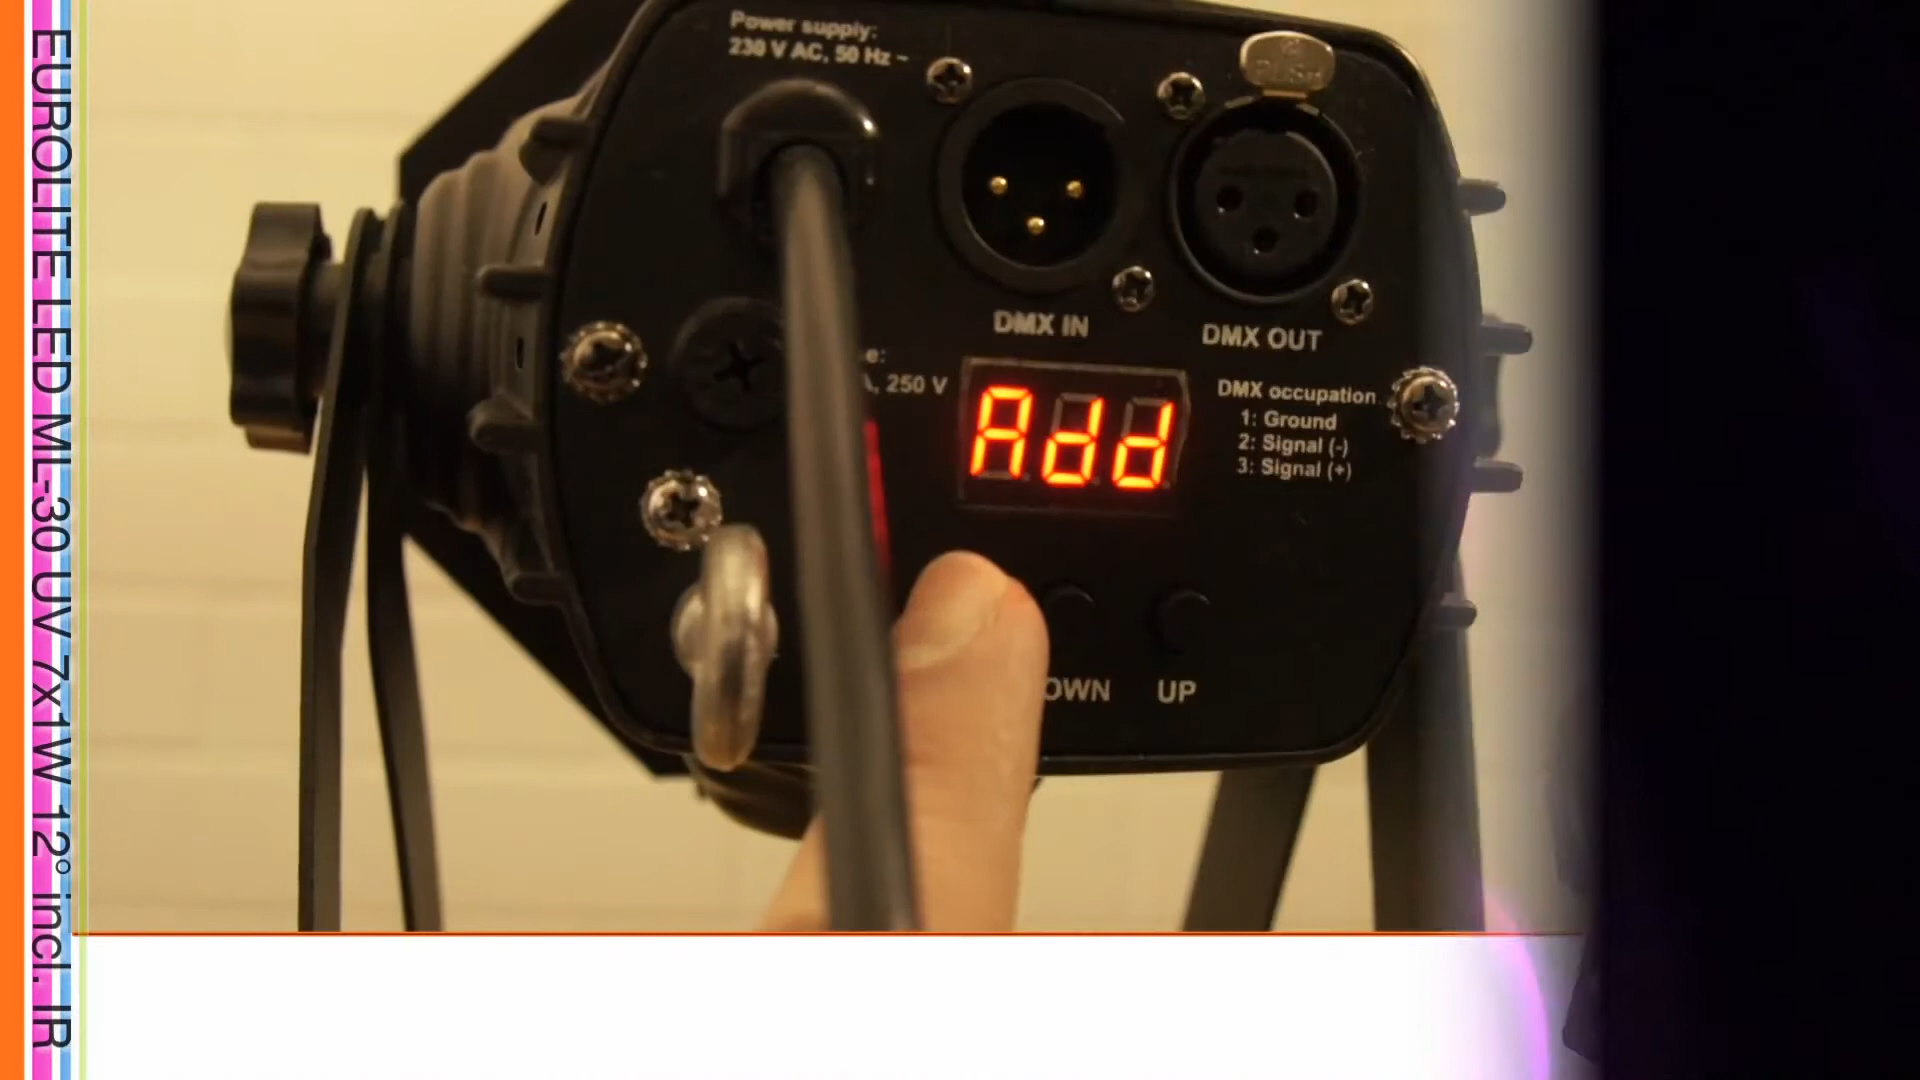 EUROLITE LED ML-30 UV 7x1W 12° incl. IR
Power supply:
230 V AC, 50 Hz ~
PUSH
DMX IN
DMX OUT
e:
A, 250 V
Add
DMX occupation
1: Ground
2: Signal (-)
3: Signal (+)
OWN
UP